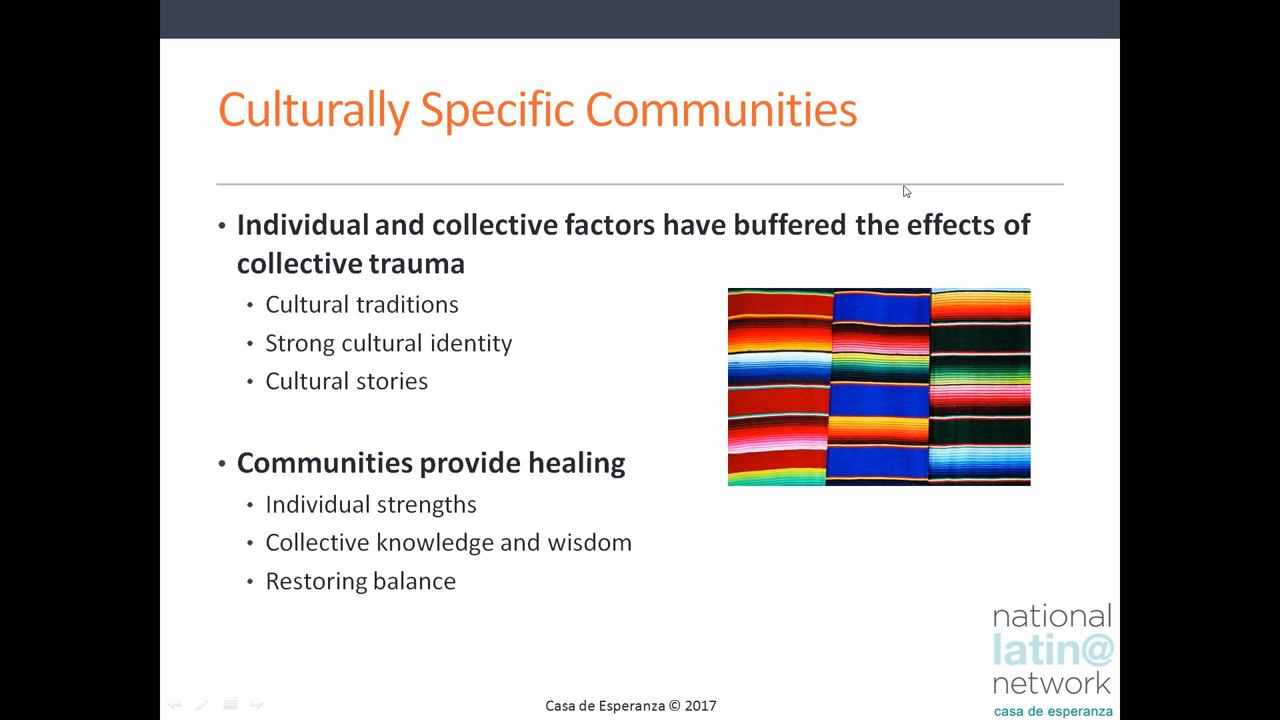 Culturally Specific Communities
• Individual and collective factors have buffered the effects of
collective trauma
• Cultural traditions
• Strong cultural identity
• Cultural stories
• Communities provide healing
• Individual strengths
• Collective knowledge and wisdom
• Restoring balance
national
latin@
network
casa de esperanza
Casa de Esperanza © 2017